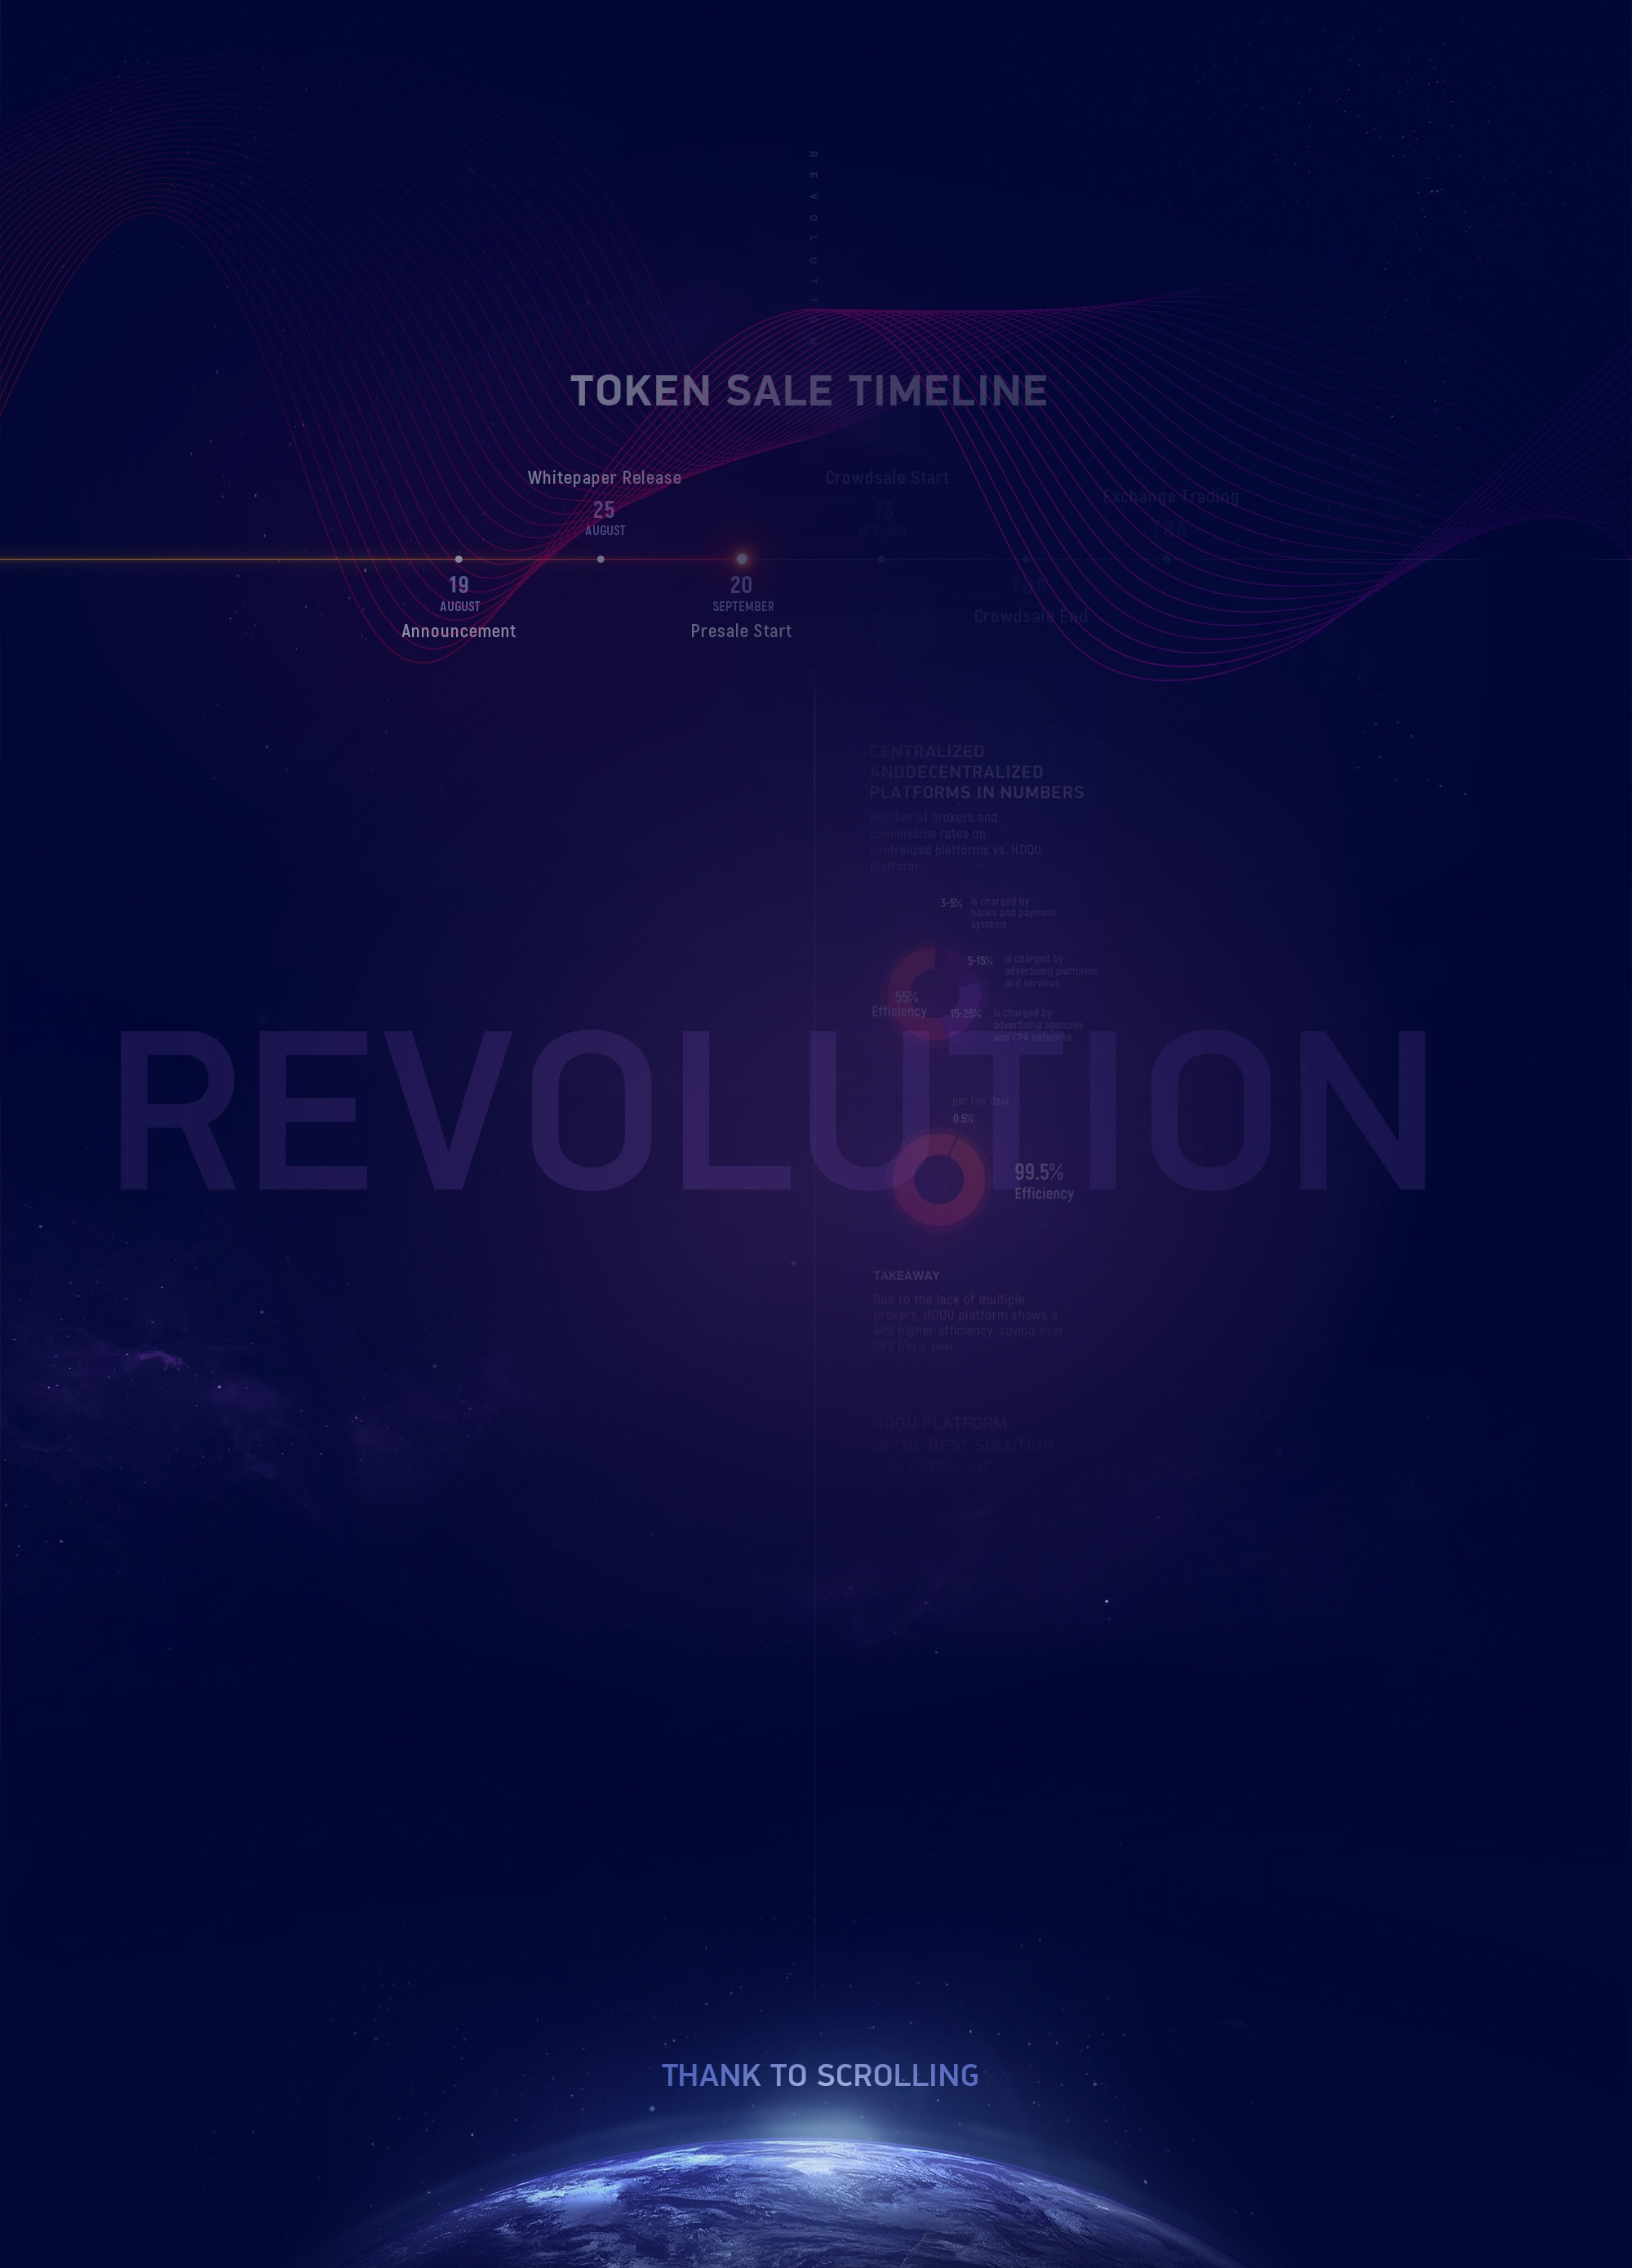 REVOLUTION
TOKEN SALE TIMELINE
Whitepaper Release
25
AUGUST
Crowdsale Start
13
OCTOBER
Exchange Trading
TBA
19
AUGUST
Announcement
20
SEPTEMBER
Presale Start
TBA
Crowdsale End
CENTRALIZED
ANDDECENTRALIZED
PLATFORMS IN NUMBERS
Number of brokers and
commission rates on
centralized platforms vs. HOQU
platform
3-5%
is charged by
banks and payment
systems
5-15%
is charged by
advertising platforms
and services
55%
Efficiency
15-25%
is charged by
advertising agencies
and CPA networks
REVOLUTION
per fair deal
0.5%
99.5%
Efficiency
TAKEAWAY
Due to the lack of multiple
brokers, HOQU platform shows a
44% higher efficiency, saving over
a year.
HOQU PLATFORM
IS THE BEST SOLUTION
THANK TO SCROLLING